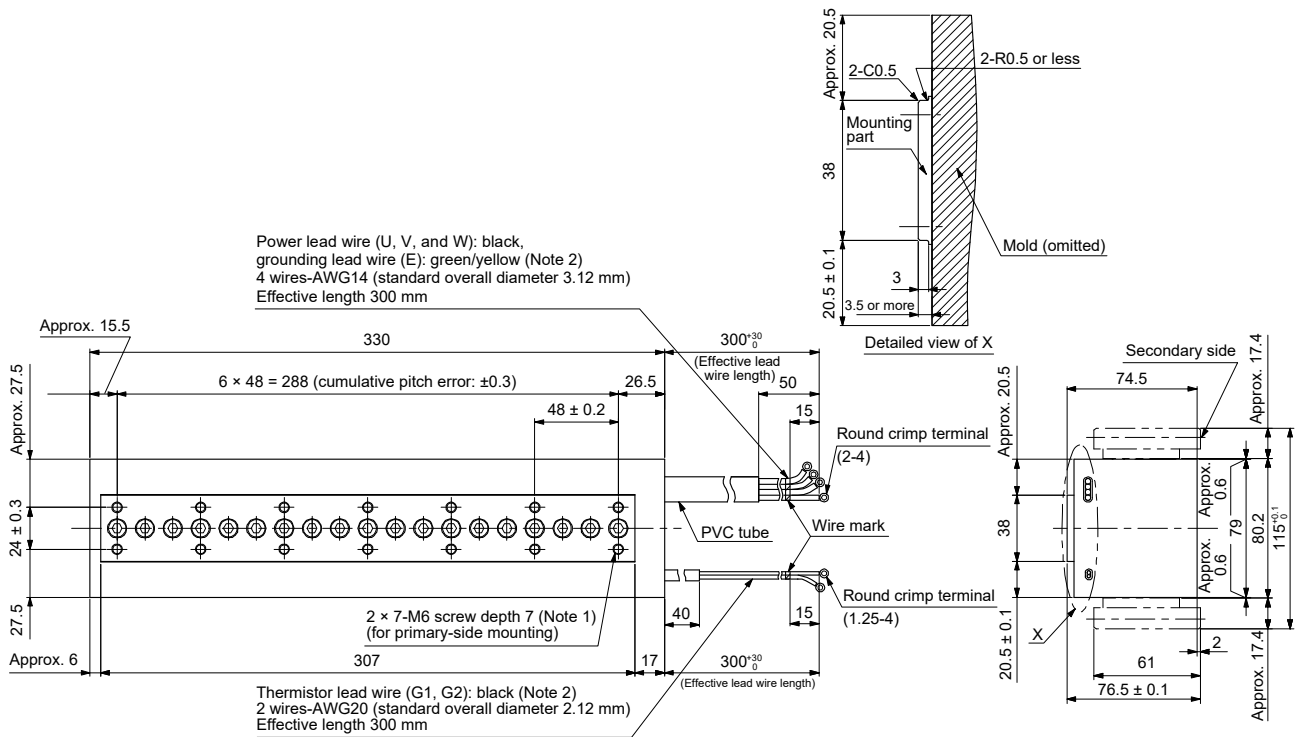 Approx. 20.5
2-C0.5
2-R0.5 or less
Mounting
part
38
Mold (omitted)
20.5 ± 0.1
3
3.5 or more
Detailed view of X
Power lead wire (U, V, and W): black,
grounding lead wire (E): green/yellow (Note 2)
4 wires-AWG14 (standard overall diameter 3.12 mm)
Effective length 300 mm
Approx. 15.5
330
300 +30 0
(Effective lead
wire length)
6 × 48 = 288 (cumulative pitch error: ±0.3)
26.5
50
48 ± 0.2
15
Approx. 27.5
24 ± 0.3
27.5
Round crimp terminal
(2-4)
PVC tube
Wire mark
2 × 7-M6 screw depth 7 (Note 1)
(for primary-side mounting)
40
15
Round crimp terminal
(1.25-4)
Approx. 6
307
17
300 +30 0
(Effective lead wire length)
Thermistor lead wire (G1, G2): black (Note 2)
2 wires-AWG20 (standard overall diameter 2.12 mm)
Effective length 300 mm
Secondary side
74.5
Approx. 17.4
Approx. 20.5
38
20.5 ± 0.1
Approx.
0.6
79
80.2
115 +0.1 0
Approx.
0.6
X
2
61
76.5 ± 0.1
Approx. 17.4